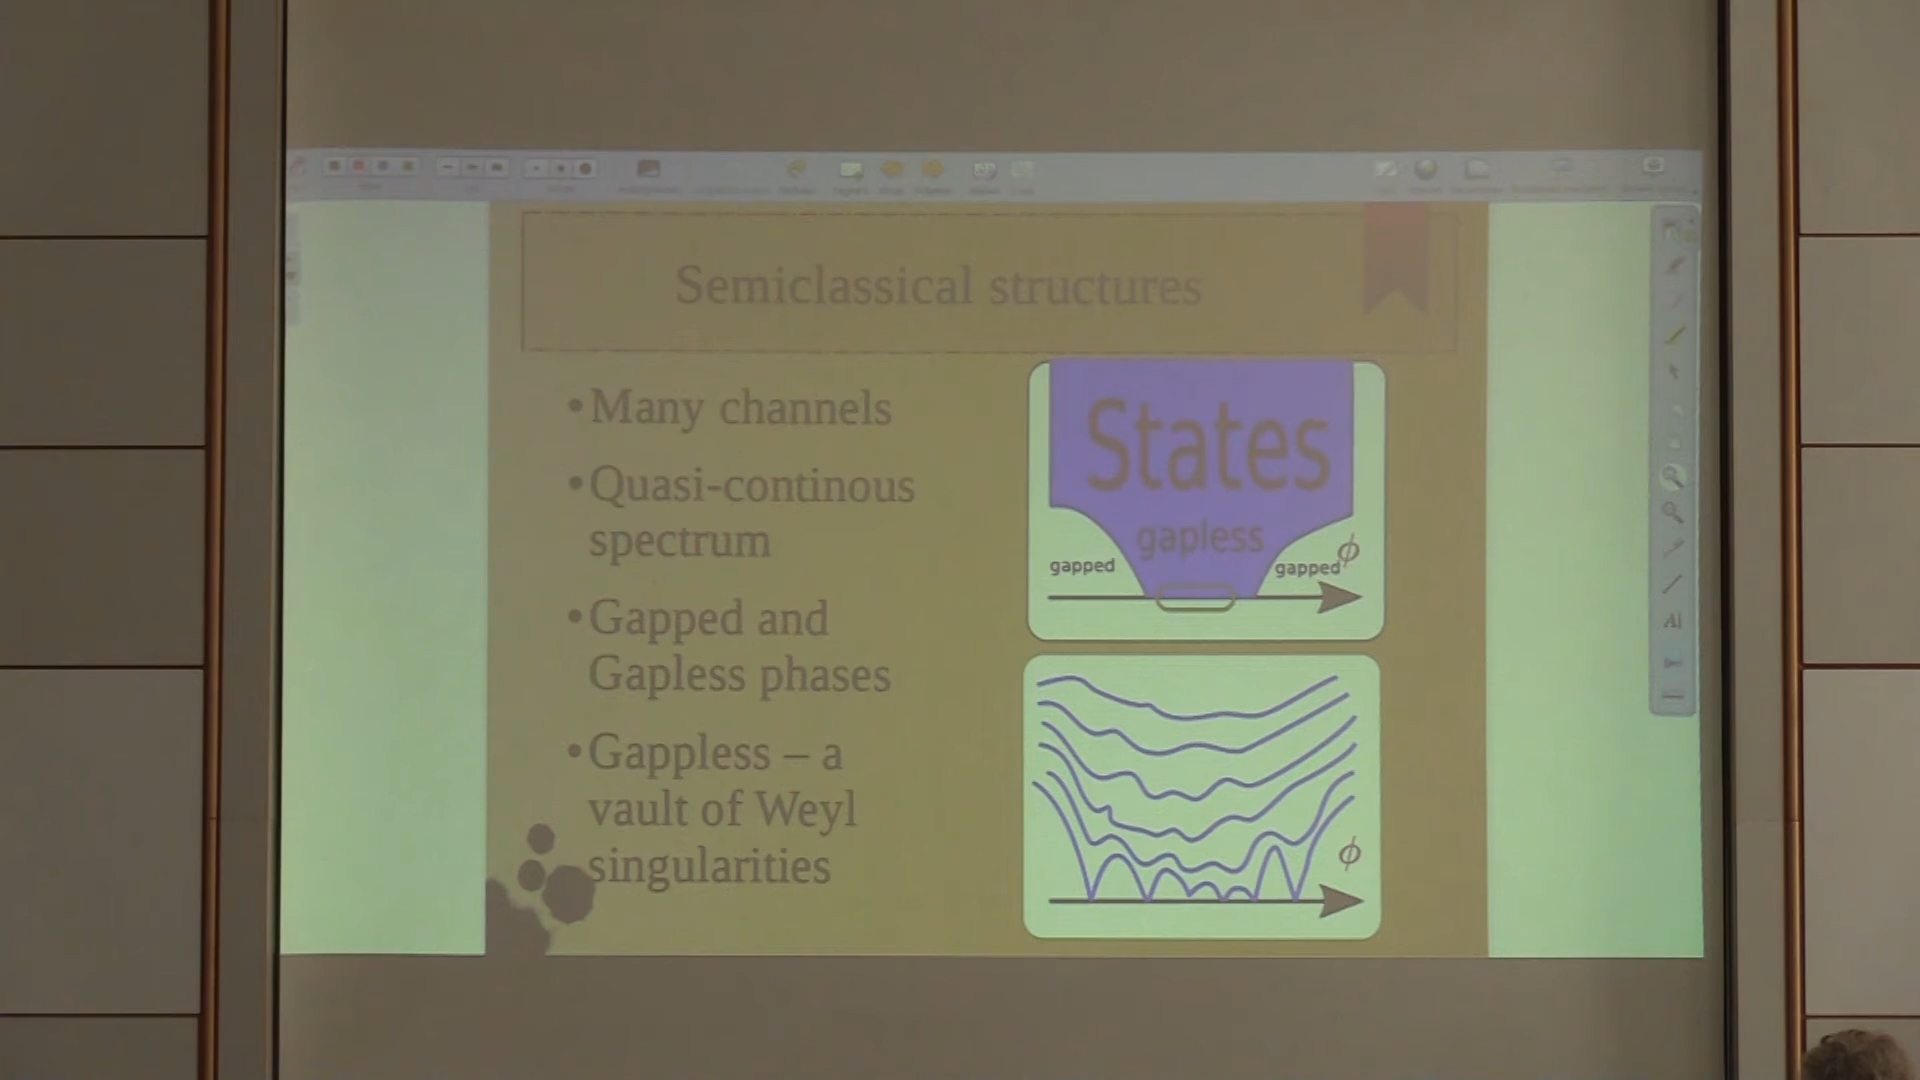 Semiclassical structures
•Many channels
•Quasi-continous
spectrum
•Gapped and
Gapless phases
•Gappless – a
vault of Weyl
singularities
States
gapless
gapped
gapped
ϕ
ϕ
AI